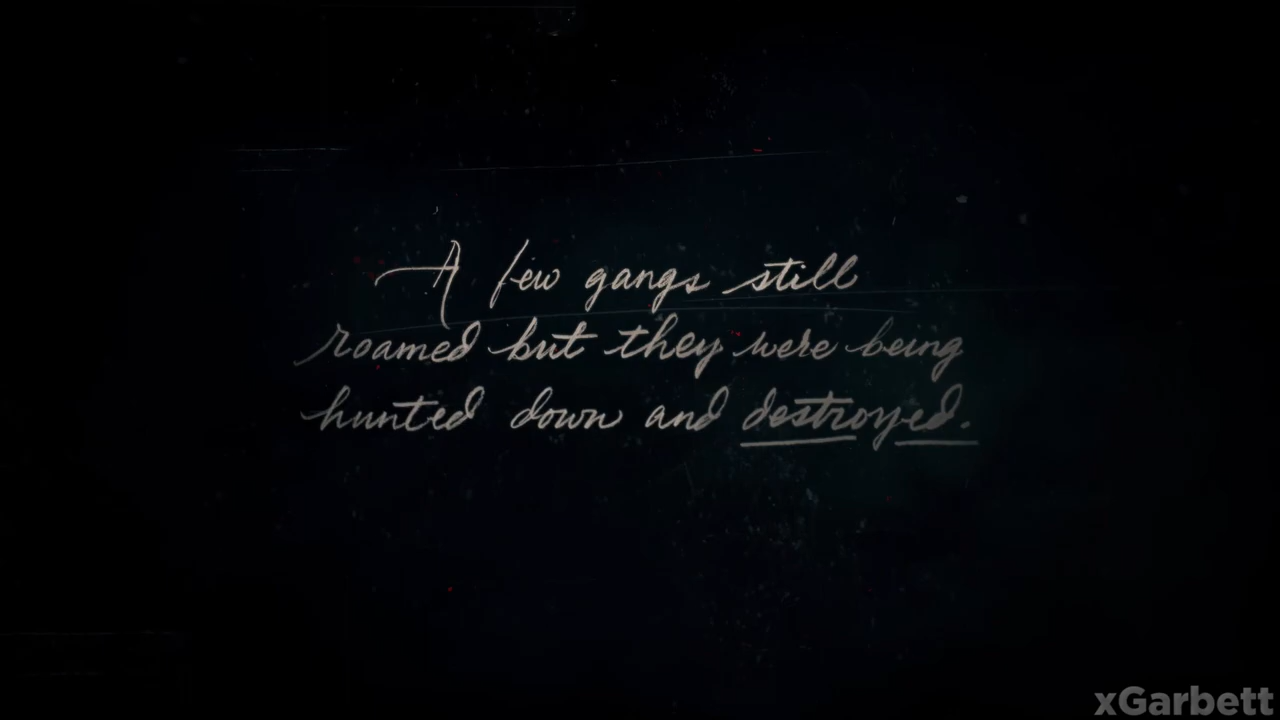 A few gangs still
roamed but they were being
hunted down and destroyed.
xGarbett